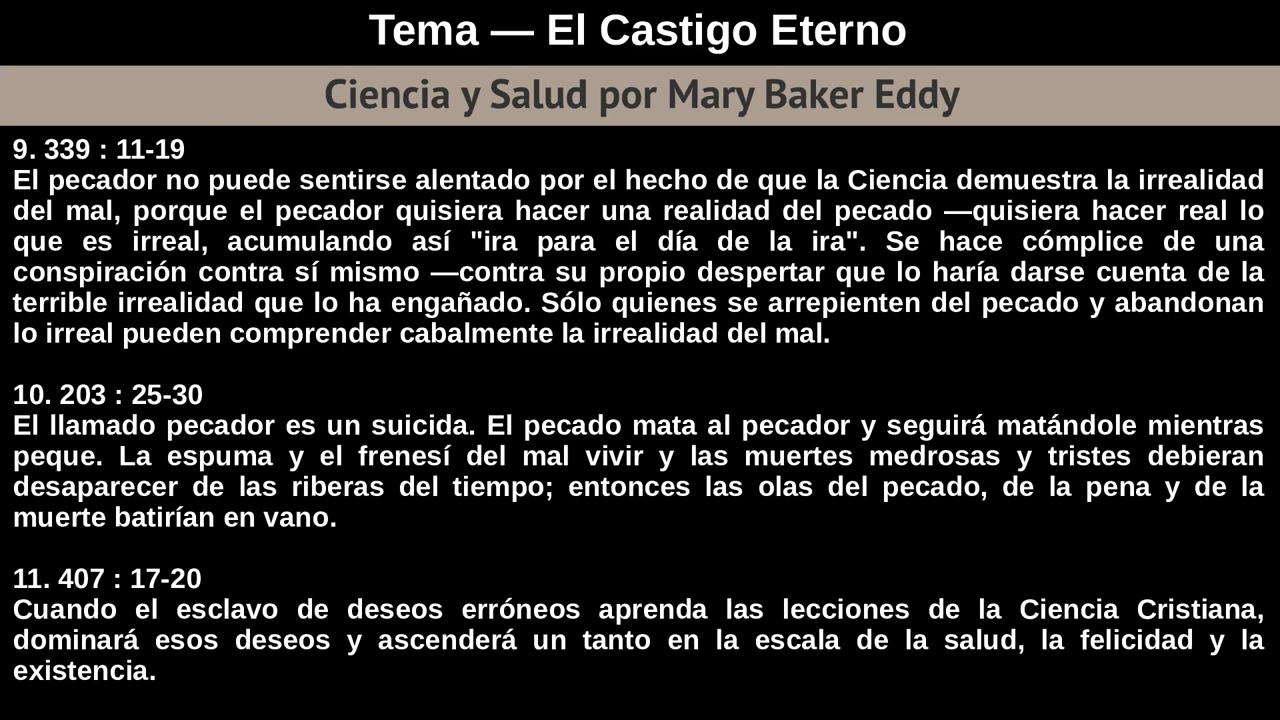 Tema — El Castigo Eterno
Ciencia y Salud por Mary Baker Eddy
9. 339 : 11-19
El pecador no puede sentirse alentado por el hecho de que la Ciencia demuestra la irrealidad
del mal, porque el pecador quisiera hacer una realidad del pecado —quisiera hacer real lo
que es irreal, acumulando así "ira para el día de la ira". Se hace cómplice de una
conspiración contra sí mismo —contra su propio despertar que lo haría darse cuenta de la
terrible irrealidad que lo ha engañado. Sólo quienes se arrepienten del pecado y abandonan
lo irreal pueden comprender cabalmente la irrealidad del mal.
10. 203 : 25-30
El llamado pecador es un suicida. El pecado mata al pecador y seguirá matándole mientras
peque. La espuma y el frenesí del mal vivir y las muertes medrosas y tristes debieran
desaparecer de las riberas del tiempo; entonces las olas del pecado, de la pena y de la
muerte batirían en vano.
11. 407 : 17-20
Cuando el esclavo de deseos erróneos aprenda las lecciones de la Ciencia Cristiana,
dominará esos deseos y ascenderá un tanto en la escala de la salud, la felicidad y la
existencia.